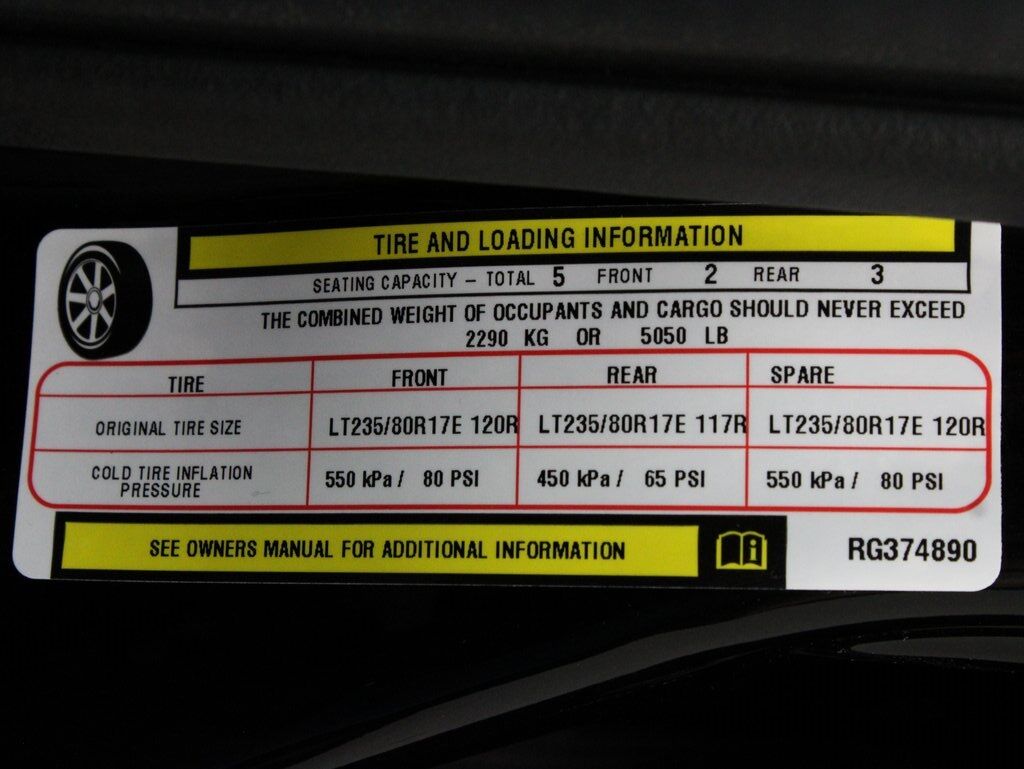 TIRE AND LOADING INFORMATION
SEATING CAPACITY – TOTAL 5 FRONT 2 REAR 3
THE COMBINED WEIGHT OF OCCUPANTS AND CARGO SHOULD NEVER EXCEED
2290 KG OR 5050 LB
TIRE FRONT REAR SPARE
ORIGINAL TIRE SIZE LT235/80R17E 120R LT235/80R17E 117R LT235/80R17E 120R
COLD TIRE INFLATION
PRESSURE 550 kPa / 80 PSI 450 kPa / 65 PSI 550 kPa / 80 PSI
SEE OWNERS MANUAL FOR ADDITIONAL INFORMATION i RG374890